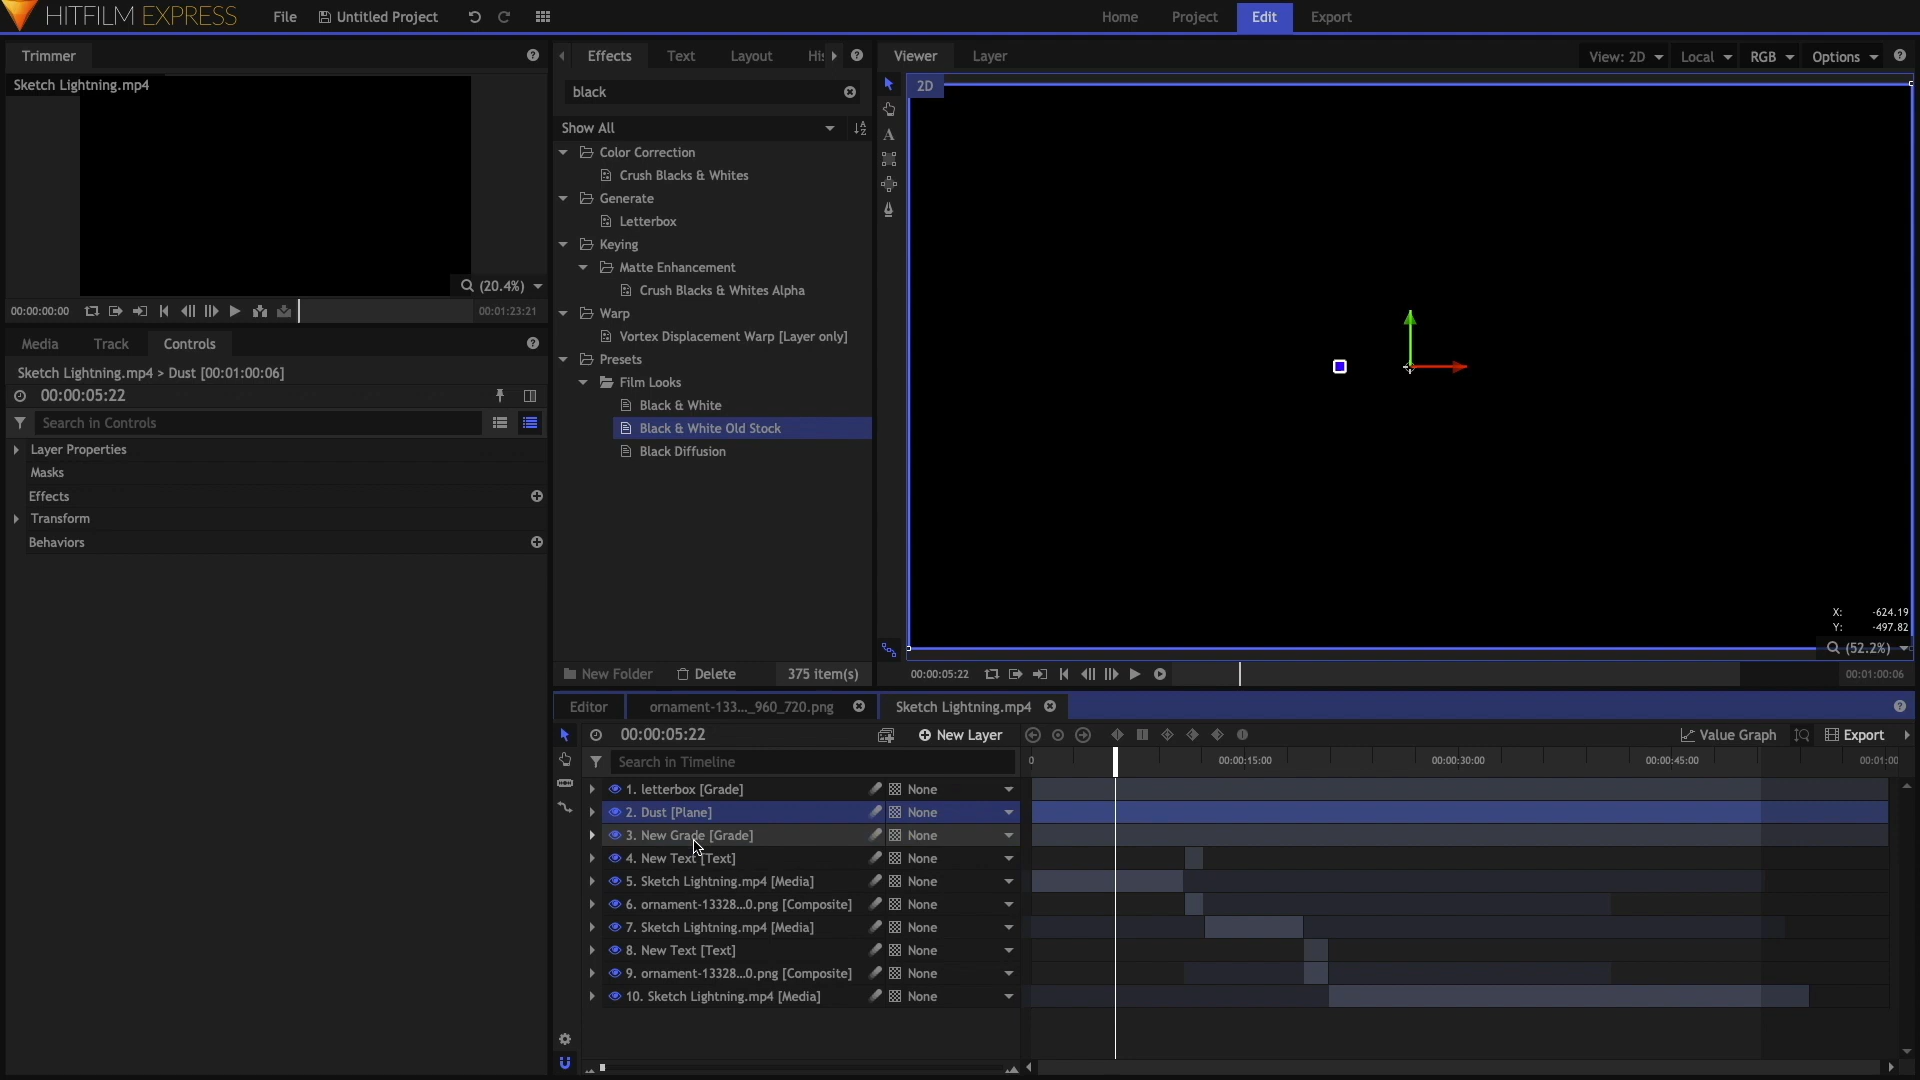 HITFILM EXPRESS
File
Untitled Project
Home
Project
Edit
Export
Trimmer
Sketch Lightning.mp4
(20.4%)
00:00:00:00
00:01:23:21
Media
Track
Controls
Sketch Lightning.mp4 > Dust [00:01:00:06]
00:00:05:22
Search in Controls
Layer Properties
Masks
Effects
Transform
Behaviors
Effects
Text
Layout
His
black
Show All
Color Correction
Crush Blacks & Whites
Generate
Letterbox
Keying
Matte Enhancement
Crush Blacks & Whites Alpha
Warp
Vortex Displacement Warp [Layer only]
Presets
Film Looks
Black & White
Black & White Old Stock
Black Diffusion
New Folder
Delete
375 item(s)
Viewer
Layer
View: 2D
Local
RGB
Options
2D
A
X: -624.19
Y: -497.82
(52.2%)
00:00:05:22
00:01:00:06
Editor
ornament-133..._960_720.png
Sketch Lightning.mp4
00:00:05:22
New Layer
Value Graph
Export
Search in Timeline
0
00:00:15:00
00:00:30:00
00:00:45:00
00:01:00
1. letterbox [Grade] None
2. Dust [Plane] None
3. New Grade [Grade] None
4. New Text [Text] None
5. Sketch Lightning.mp4 [Media] None
6. ornament-13328...0.png [Composite] None
7. Sketch Lightning.mp4 [Media] None
8. New Text [Text] None
9. ornament-13328...0.png [Composite] None
10. Sketch Lightning.mp4 [Media] None